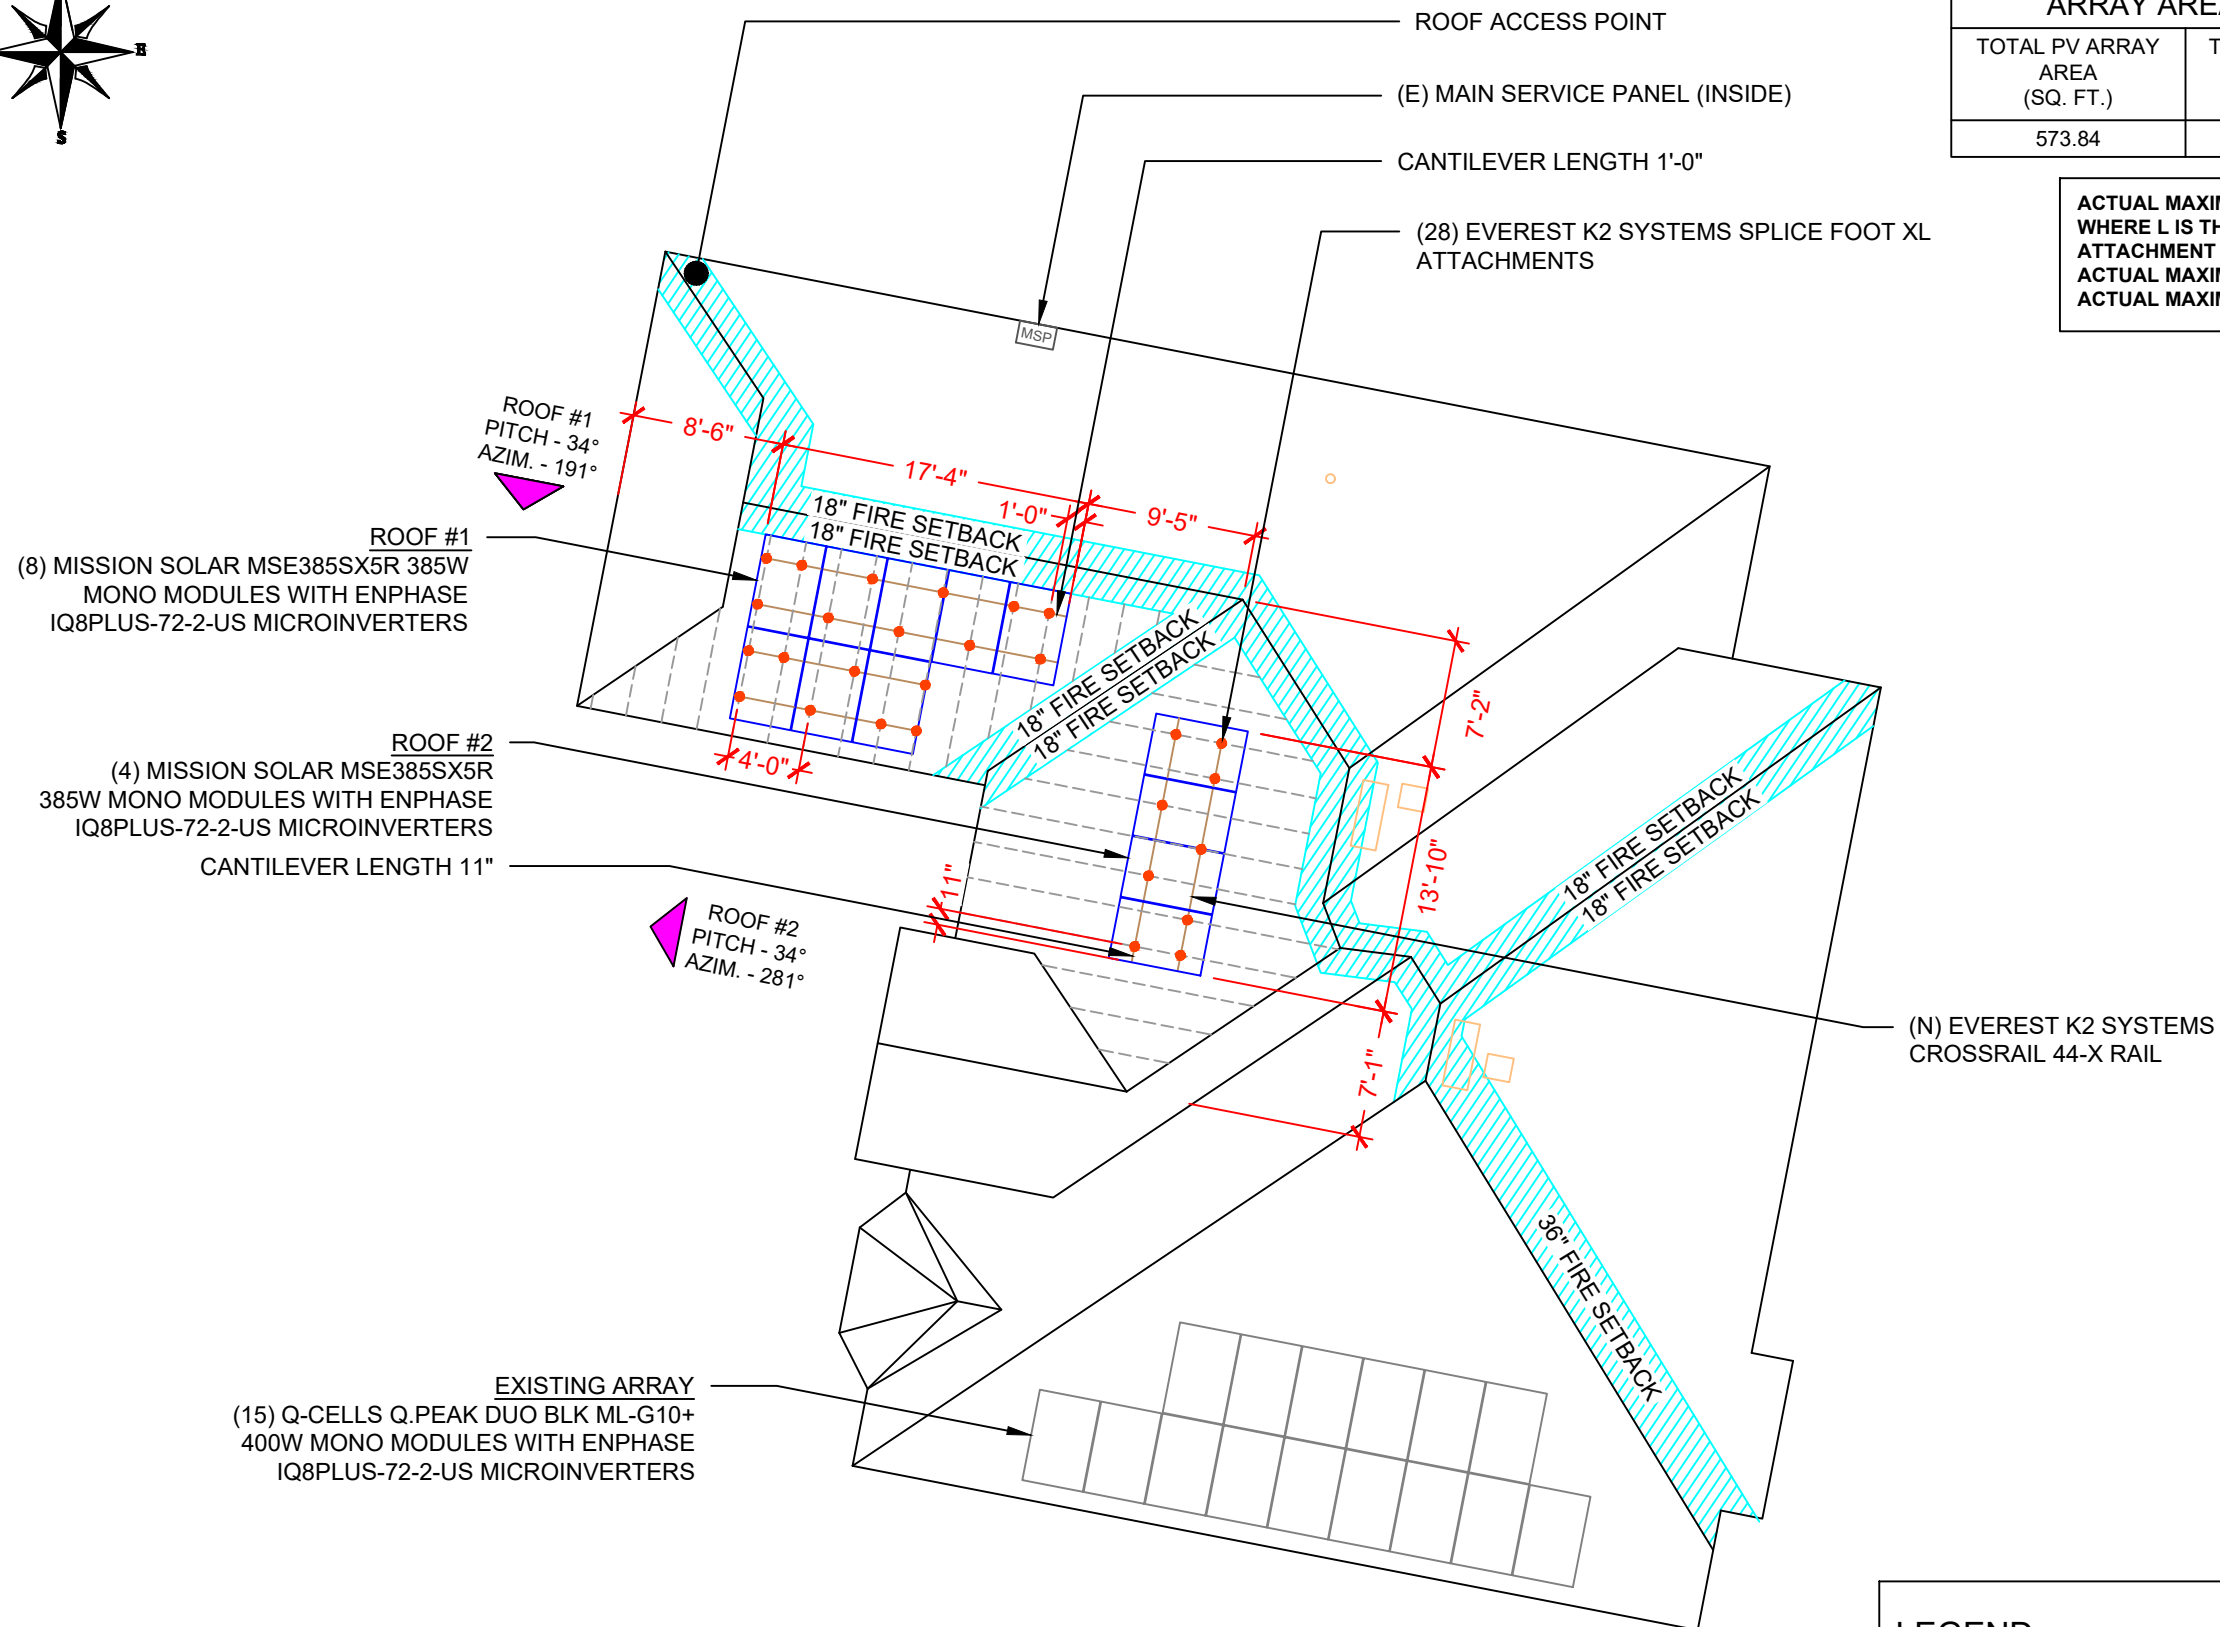 E
S
ROOF ACCESS POINT
(E) MAIN SERVICE PANEL (INSIDE)
CANTILEVER LENGTH 1'-0"
(28) EVEREST K2 SYSTEMS SPLICE FOOT XL
ATTACHMENTS
TOTAL PV ARRAY
AREA
(SQ. FT.)
573.84
ACTUAL
WHERE L IS
ATTACHMENT
ACTUAL
ACTUAL
MSP
ROOF #1
PITCH - 34°
AZIM. - 191°
8'-6"
17'-4"
1'-0"
9'-5"
18" FIRE SETBACK
18" FIRE SETBACK
ROOF #1
(8) MISSION SOLAR MSE385SX5R 385W
MONO MODULES WITH ENPHASE
IQ8PLUS-72-2-US MICROINVERTERS
18" FIRE SETBACK
18" FIRE SETBACK
7'-2"
4'-0"
ROOF #2
(4) MISSION SOLAR MSE385SX5R
385W MONO MODULES WITH ENPHASE
IQ8PLUS-72-2-US MICROINVERTERS
CANTILEVER LENGTH 11"
11"
13'-10"
18" FIRE SETBACK
18" FIRE SETBACK
ROOF #2
PITCH - 34°
AZIM. - 281°
(N) EVEREST K2 SYSTEMS
CROSSRAIL 44-X RAIL
7'-1"
36" FIRE SETBACK
EXISTING ARRAY
(15) Q-CELLS Q.PEAK DUO BLK ML-G10+
400W MONO MODULES WITH ENPHASE
IQ8PLUS-72-2-US MICROINVERTERS
LEGEND